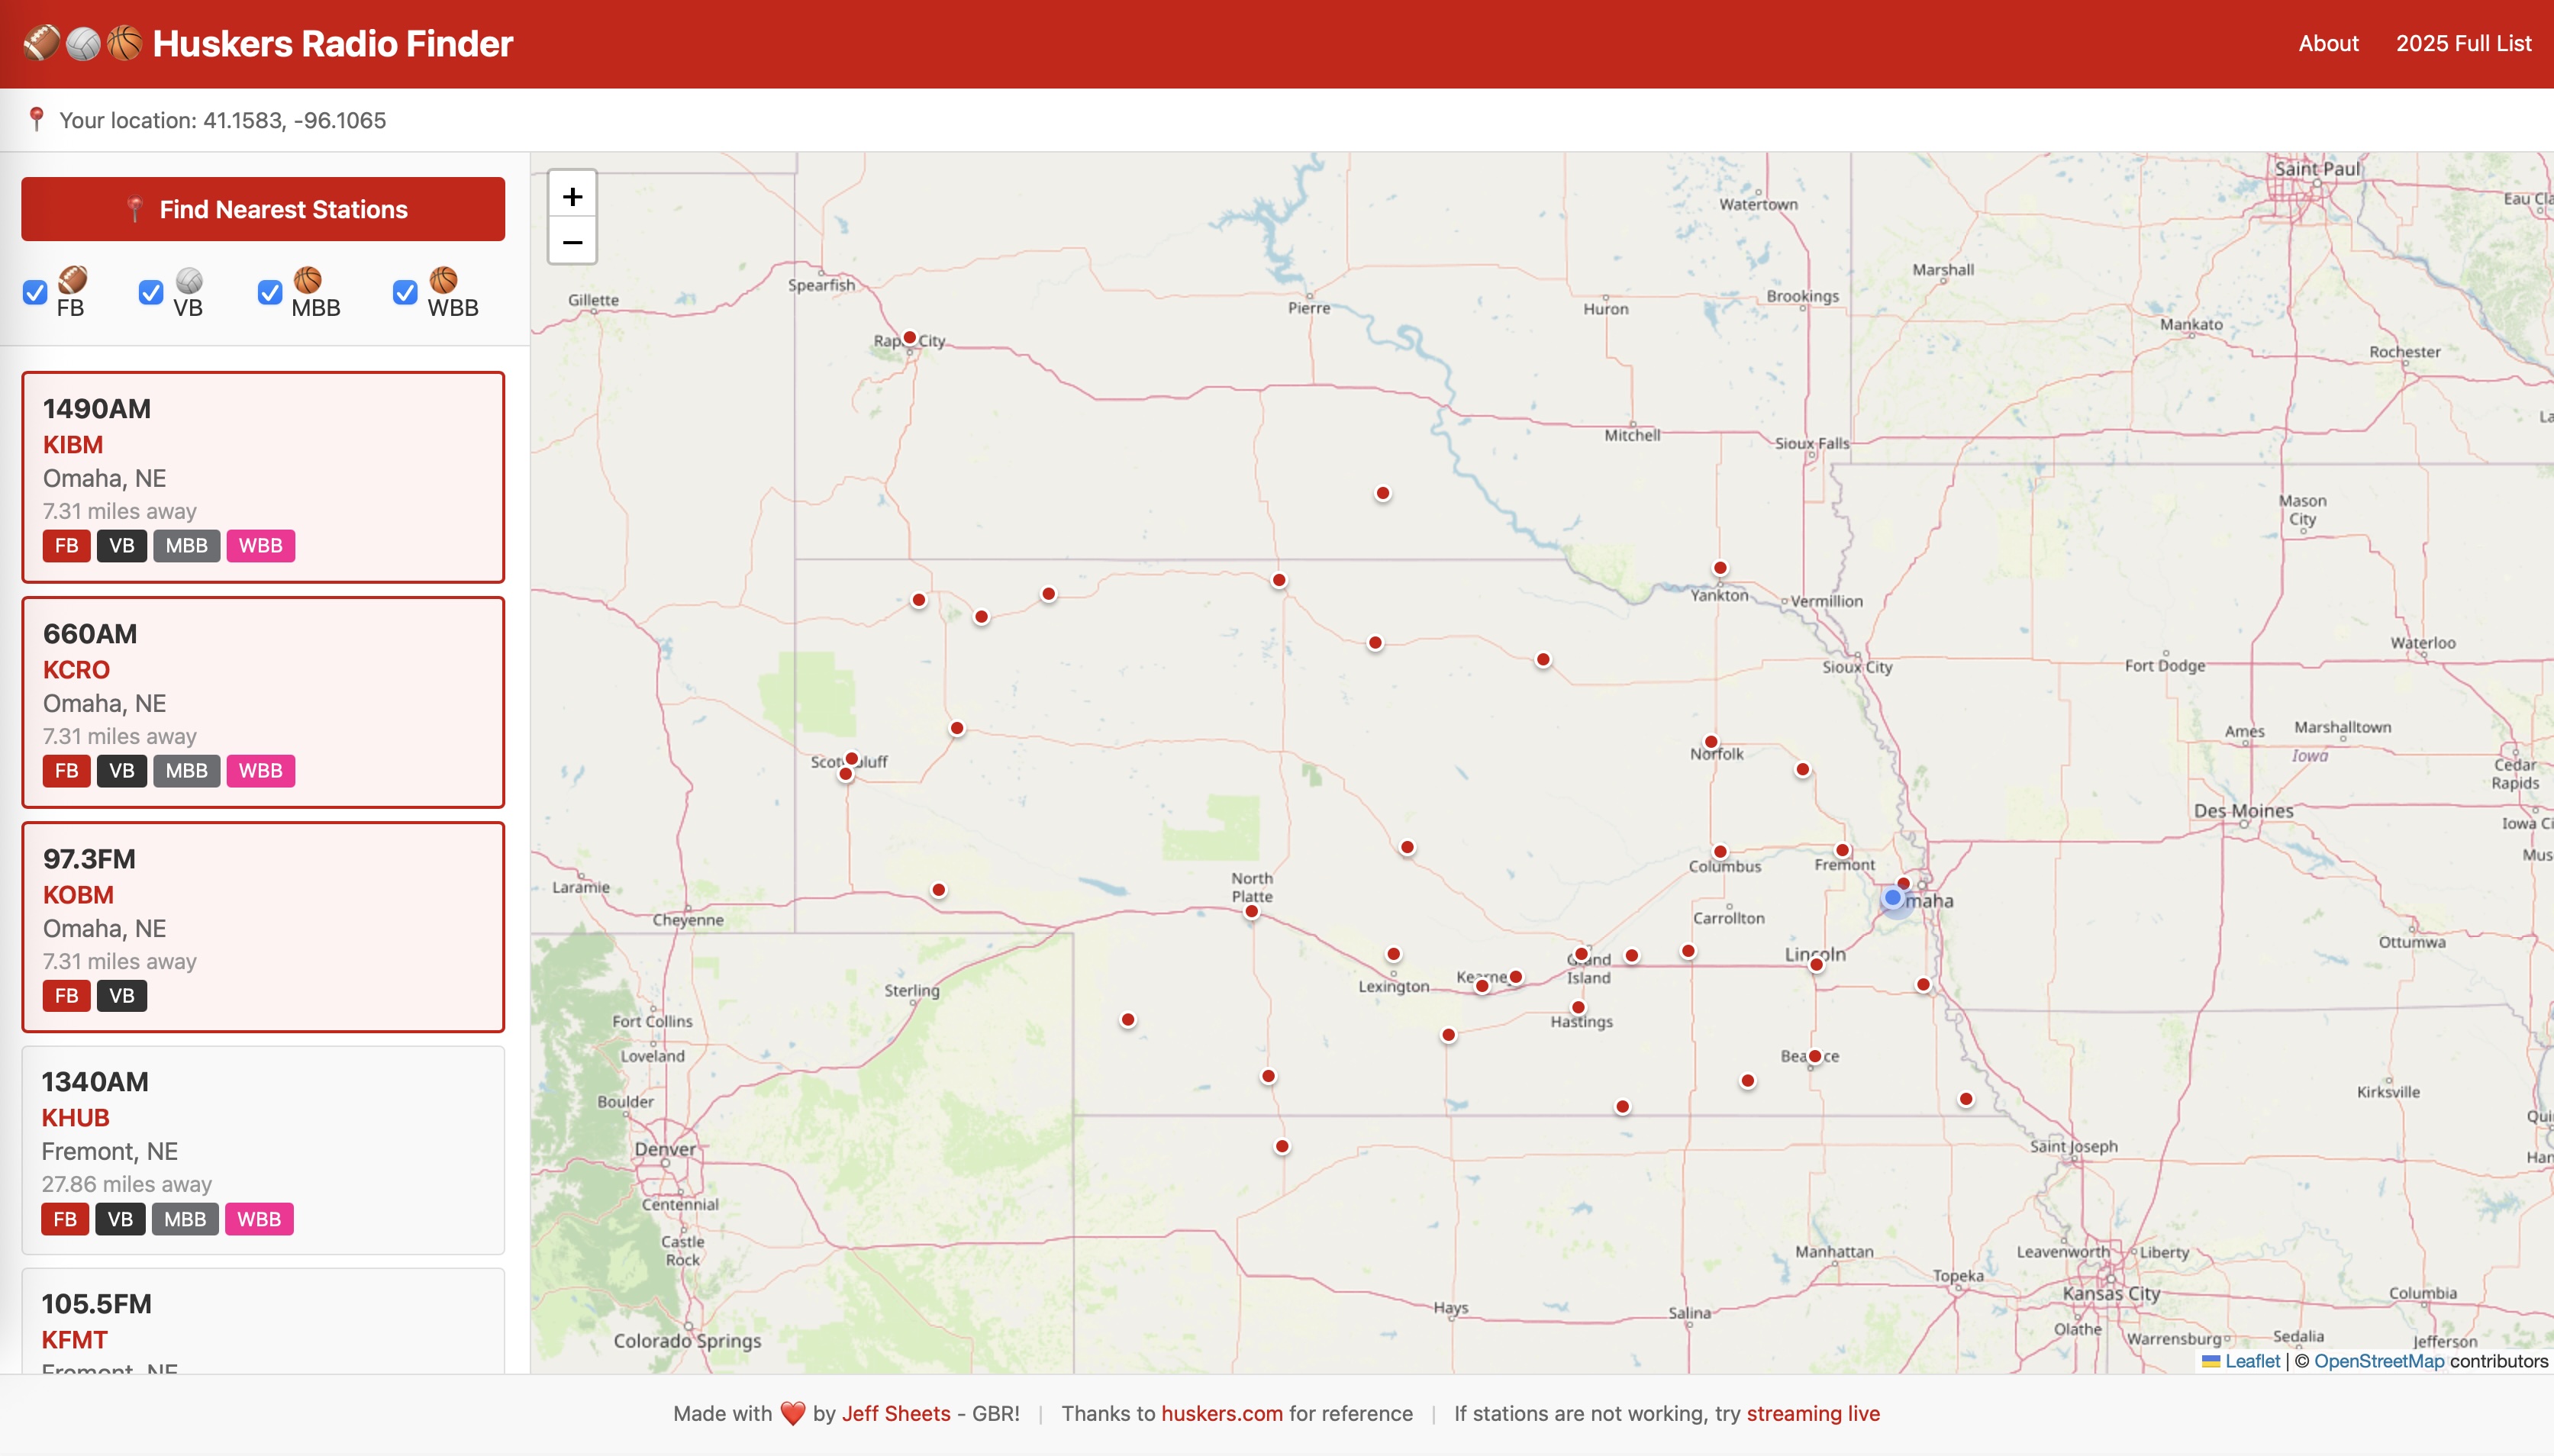 Huskers Radio Finder
About
2025 Full List
Your location: 41.1583, -96.1065
Find Nearest Stations
FB
VB
MBB
WBB
1490AM
KIBM
Omaha, NE
7.31 miles away
FB VB MBB WBB
660AM
KCRO
Omaha, NE
7.31 miles away
FB VB MBB WBB
97.3FM
KOBM
Omaha, NE
7.31 miles away
FB VB
1340AM
KHUB
Fremont, NE
27.86 miles away
FB VB MBB WBB
105.5FM
KFMT
Fremont, NE
+
−
Saint Paul
Watertown
Eau Cla
Marshall
Spearfish
Gillette
Pierre
Huron
Brookings
Mankato
Rochester
Mitchell
Sioux Falls
Mason
City
Yankton
Vermillion
Waterloo
Sioux City
Fort Dodge
Ames
Marshalltown
Iowa
Norfolk
Cedar
Rapids
Des Moines
Iowa Ci
Mus
Columbus
Fremont
Laramie
North
Platte
Cheyenne
Carrollton
maha
Ottumwa
Lincoln
Island
Lexington
Sterling
Fort Collins
Hastings
Loveland
Kirksville
Boulder
Qui
Denver
Saint Joseph
Han
Centennial
Castle
Rock
Manhattan
Leavenworth
Liberty
Topeka
Kansas City
Columbia
Hays
Salina
Olathe
Warrensburg
Sedalia
Jefferson
Colorado Springs
Leaflet | © OpenStreetMap contributors
Made with ❤️ by Jeff Sheets - GBR! | Thanks to huskers.com for reference | If stations are not working, try streaming live